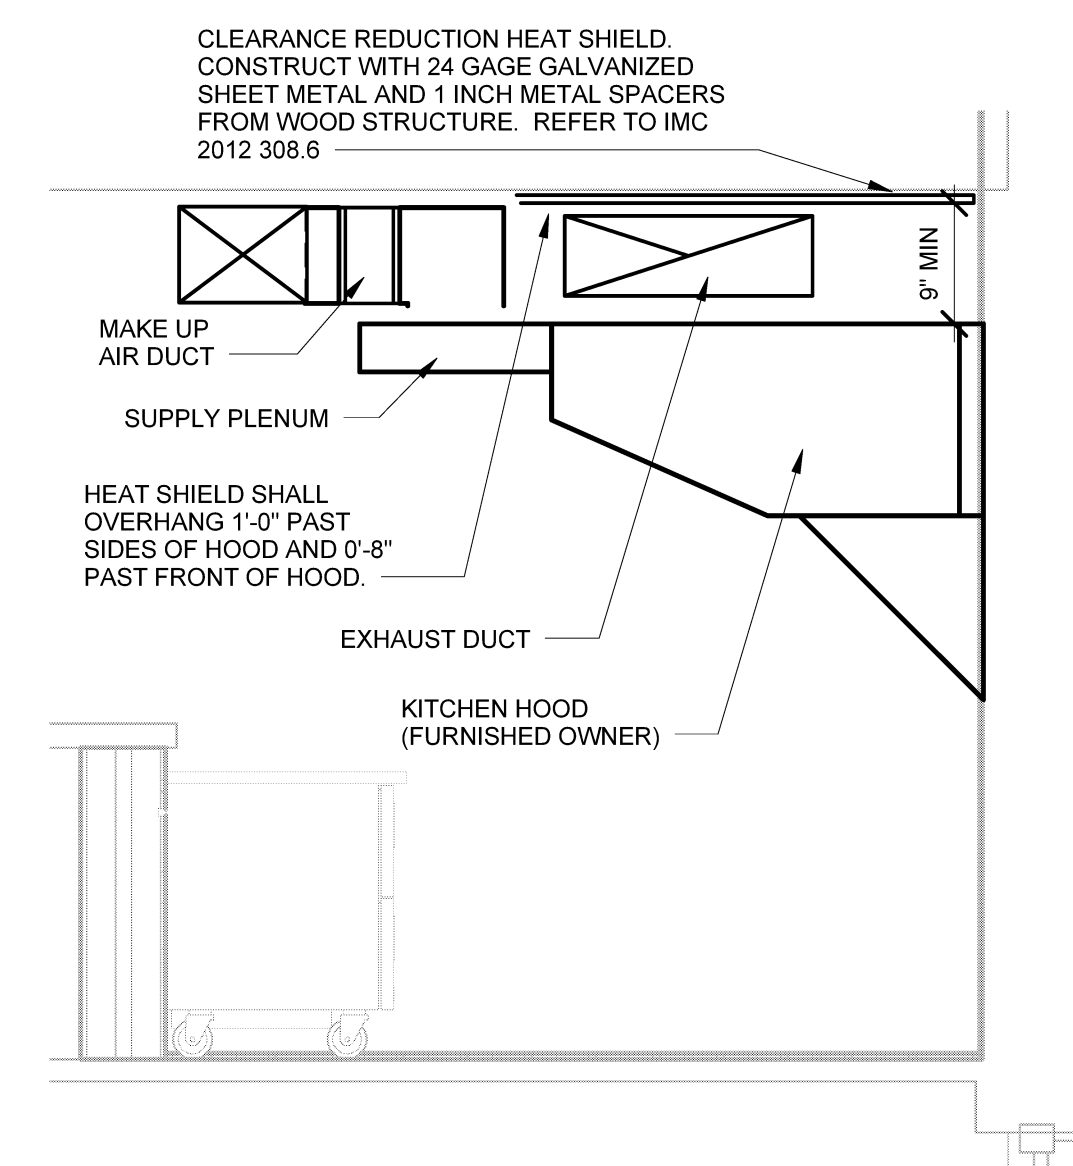 CLEARANCE REDUCTION HEAT SHIELD.
CONSTRUCT WITH 24 GAGE GALVANIZED
SHEET METAL AND 1 INCH METAL SPACERS
FROM WOOD STRUCTURE.  REFER TO IMC
2012 308.6
9" MIN
MAKE UP
AIR DUCT
SUPPLY PLENUM
HEAT SHIELD SHALL
OVERHANG 1'-0" PAST
SIDES OF HOOD AND 0'-8"
PAST FRONT OF HOOD.
EXHAUST DUCT
KITCHEN HOOD
(FURNISHED OWNER)